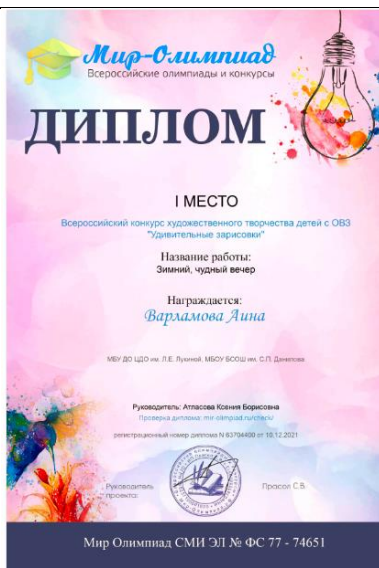 Мир-Олимпиад
Всероссийские олимпиады и конкурсы
ДИПЛОМ
I МЕСТО
Всероссийский конкурс художественного творчества детей с ОВЗ
"Удивительные зарисовки"
Название работы:
Зимний, чудный вечер
Награждается:
Варламова Аина
МБУ ДО ЦДО им. Л.Е. Лукиной, МБОУ БСОШ им. С.П. Данилова
Руководитель: Атласова Ксения Борисовна
Проверка диплома: mir-olimpiad.ru/check/
регистрационный номер диплома N 83704400 от 10.12.2021
Руководитель
проекта:
Прасол С.В.
Мир Олимпиад СМИ ЭЛ № ФС 77 - 74651